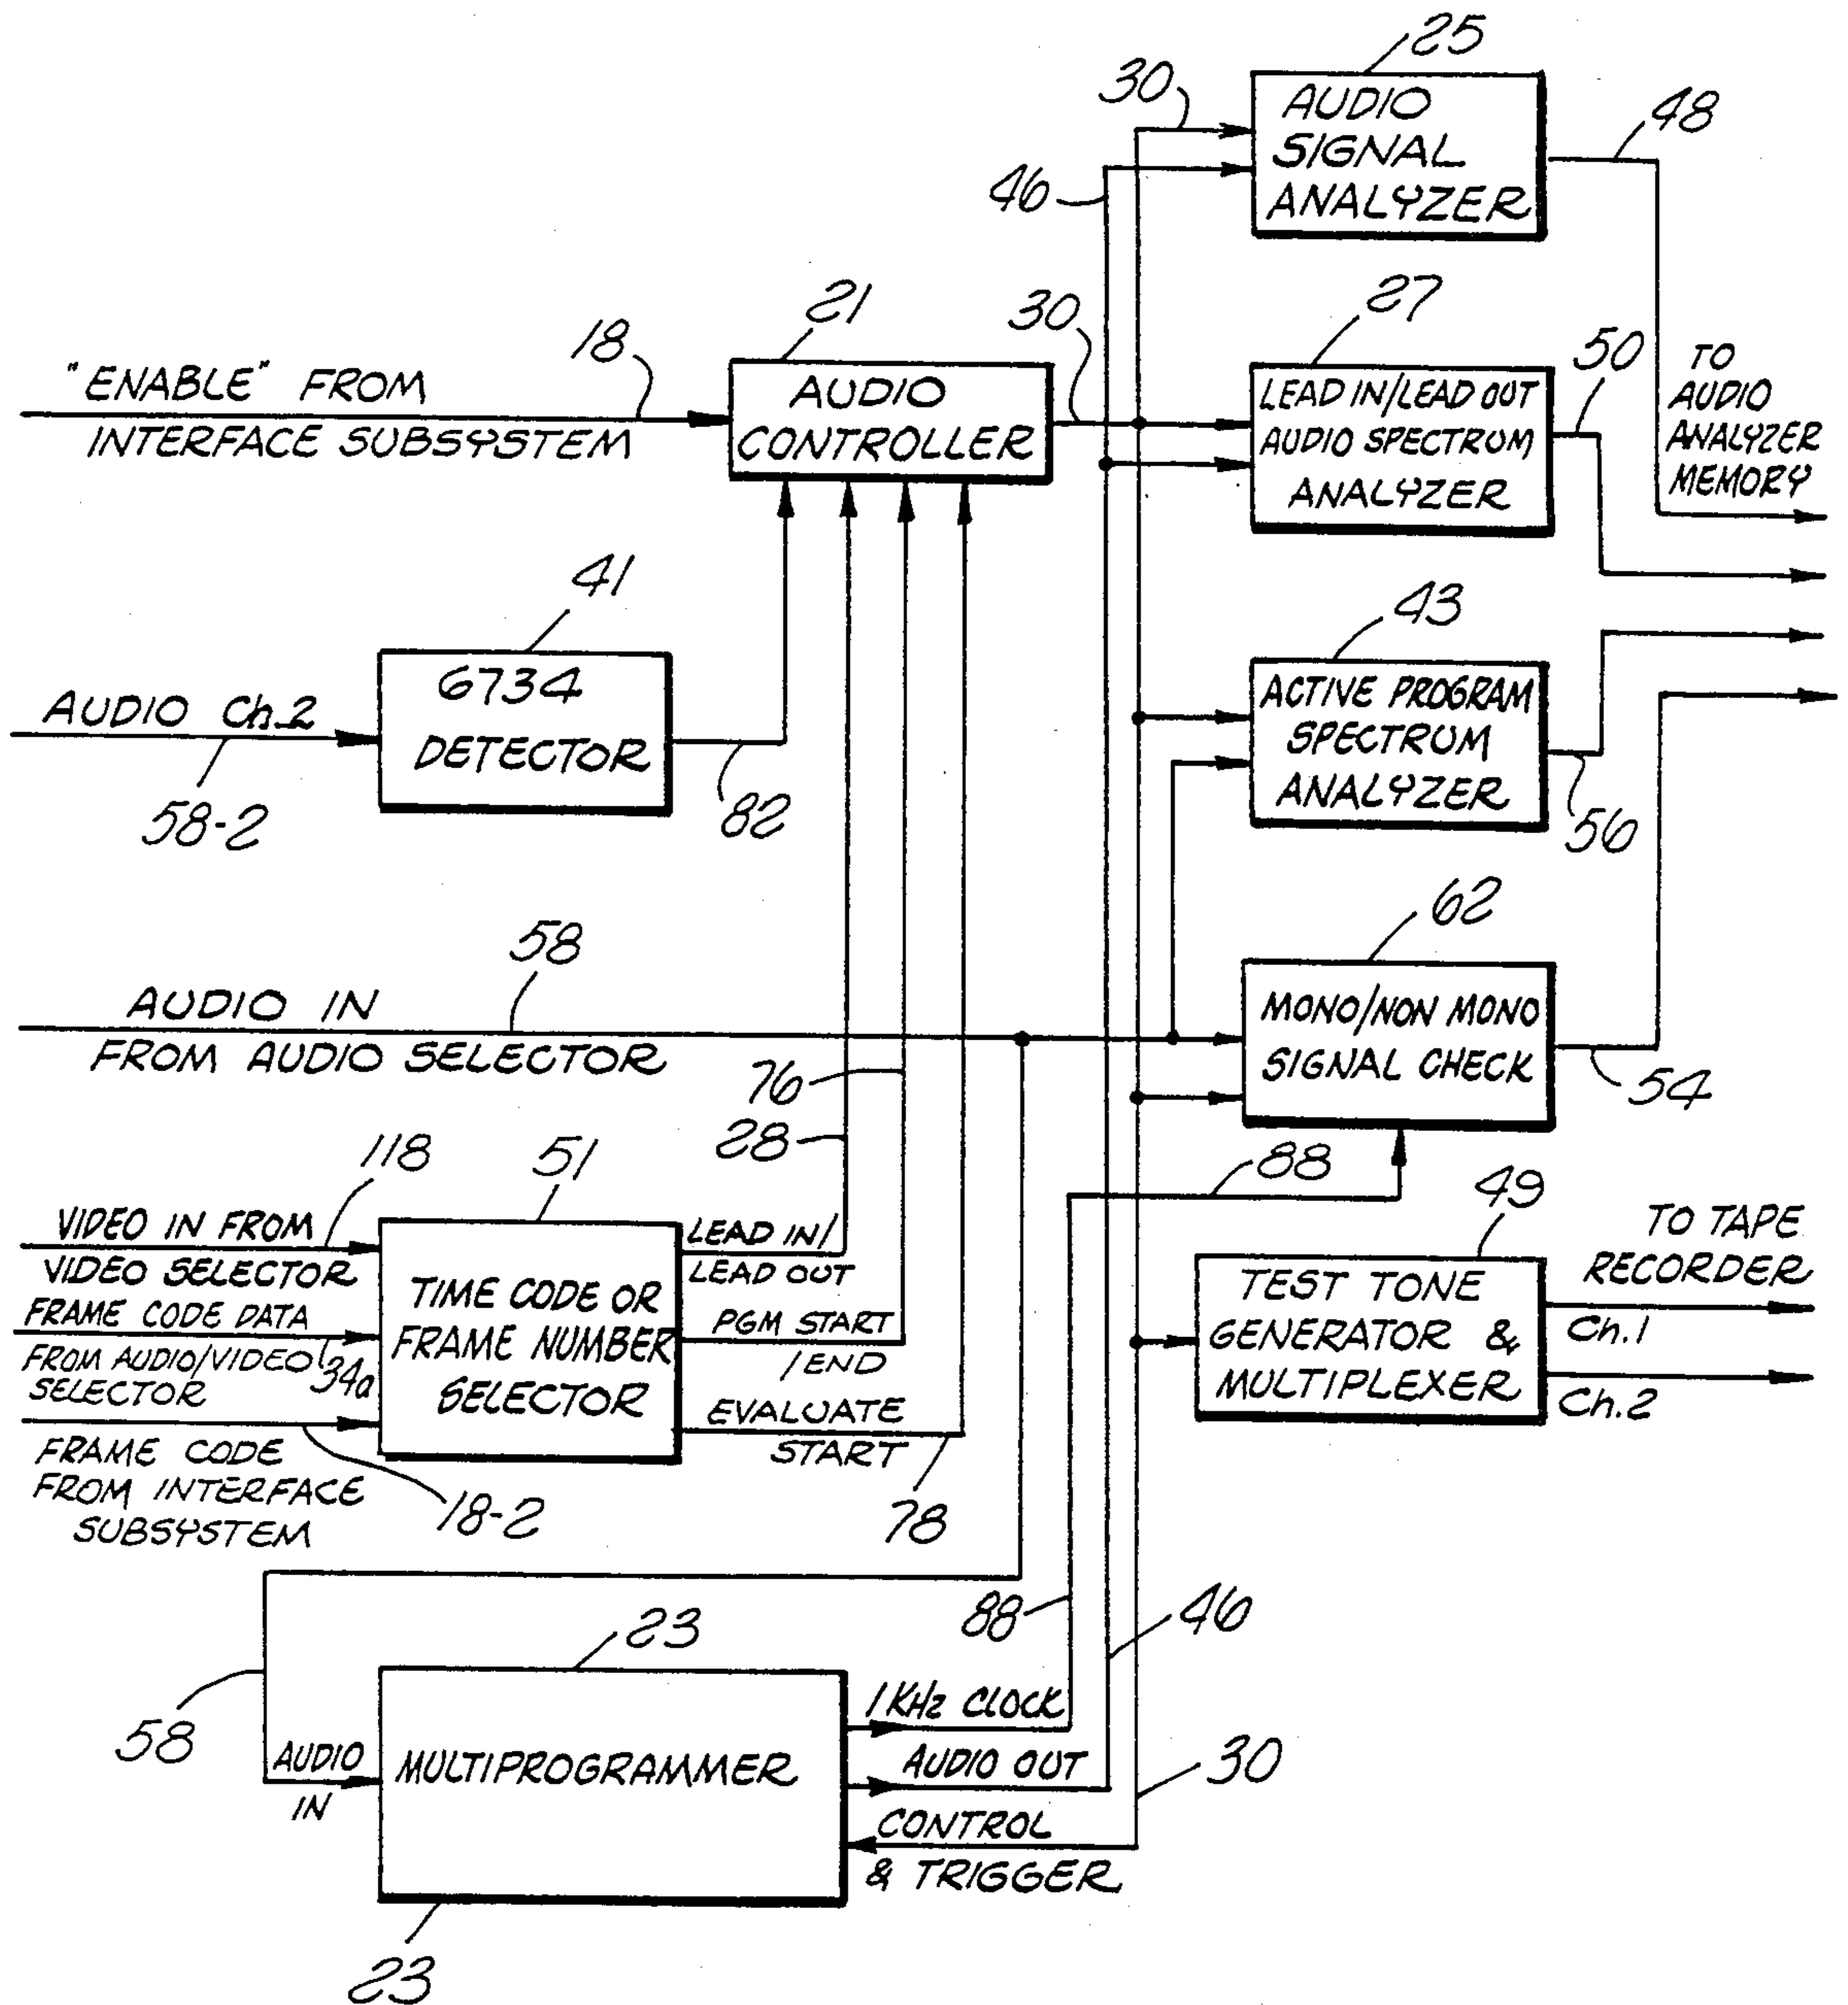 25
30
AUDIO
SIGNAL
ANALYZER
48
46
21
27
30
50
18
"ENABLE" FROM
INTERFACE SUBSYSTEM
AUDIO
CONTROLLER
LEAD IN/LEAD OUT
AUDIO SPECTRUM
ANALYZER
TO
AUDIO
ANALYZER
MEMORY
41
43
6734
DETECTOR
AUDIO Ch.2
58-2
82
ACTIVE PROGRAM
SPECTRUM
ANALYZER
56
58
62
AUDIO IN
FROM AUDIO SELECTOR
MONO/NON MONO
SIGNAL CHECK
54
76
28
88
118
51
49
VIDEO IN FROM
VIDEO SELECTOR
FRAME CODE DATA
FROM AUDIO/VIDEO
SELECTOR
34a
TIME CODE OR
FRAME NUMBER
SELECTOR
LEAD IN/
LEAD OUT
PGM START
/END
EVALUATE
START
TEST TONE
GENERATOR &
MULTIPLEXER
TO TAPE
RECORDER
Ch.1
Ch.2
FRAME CODE
FROM INTERFACE
SUBSYSTEM
18-2
78
88
46
23
58
AUDIO
IN
MULTIPROGRAMMER
1 KHz CLOCK
AUDIO OUT
CONTROL
& TRIGGER
30
23